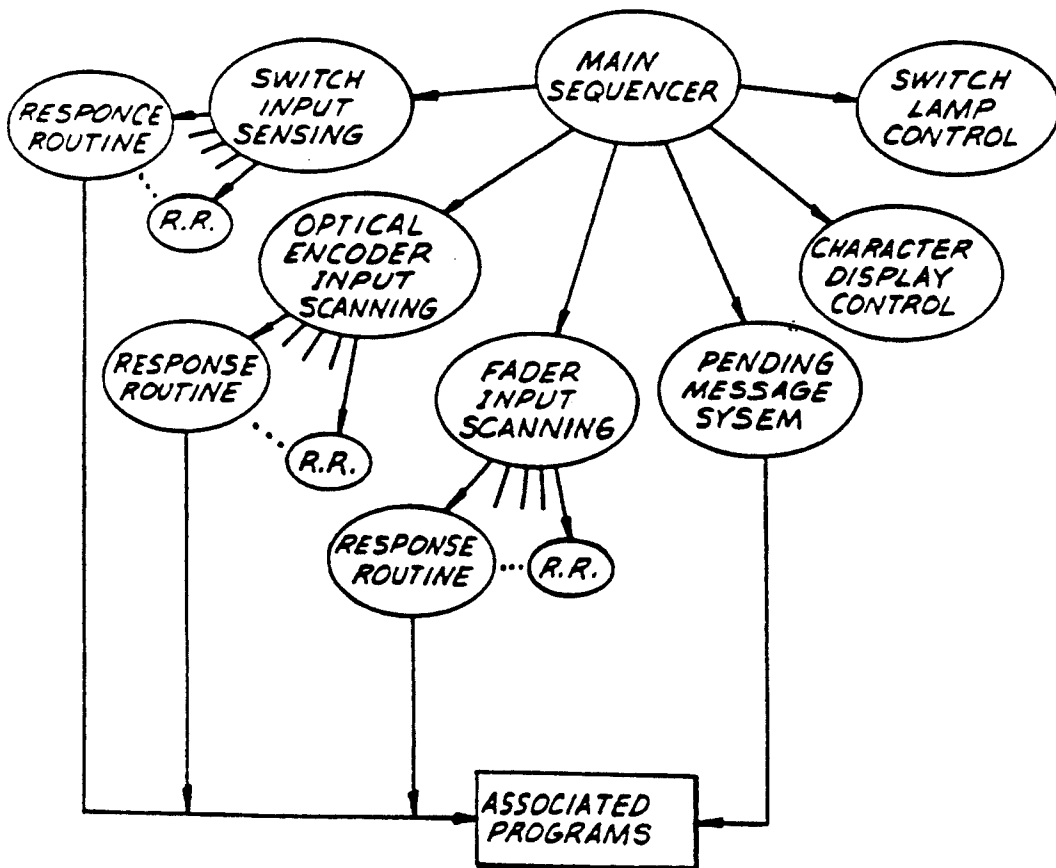 MAIN
SEQUENCER
SWITCH
INPUT
SENSING
SWITCH
LAMP
CONTROL
RESPONCE
ROUTINE
R.R.
OPTICAL
ENCODER
INPUT
SCANNING
CHARACTER
DISPLAY
CONTROL
RESPONSE
ROUTINE
R.R.
FADER
INPUT
SCANNING
PENDING
MESSAGE
SYSEM
RESPONSE
ROUTINE
R.R.
ASSOCIATED
PROGRAMS